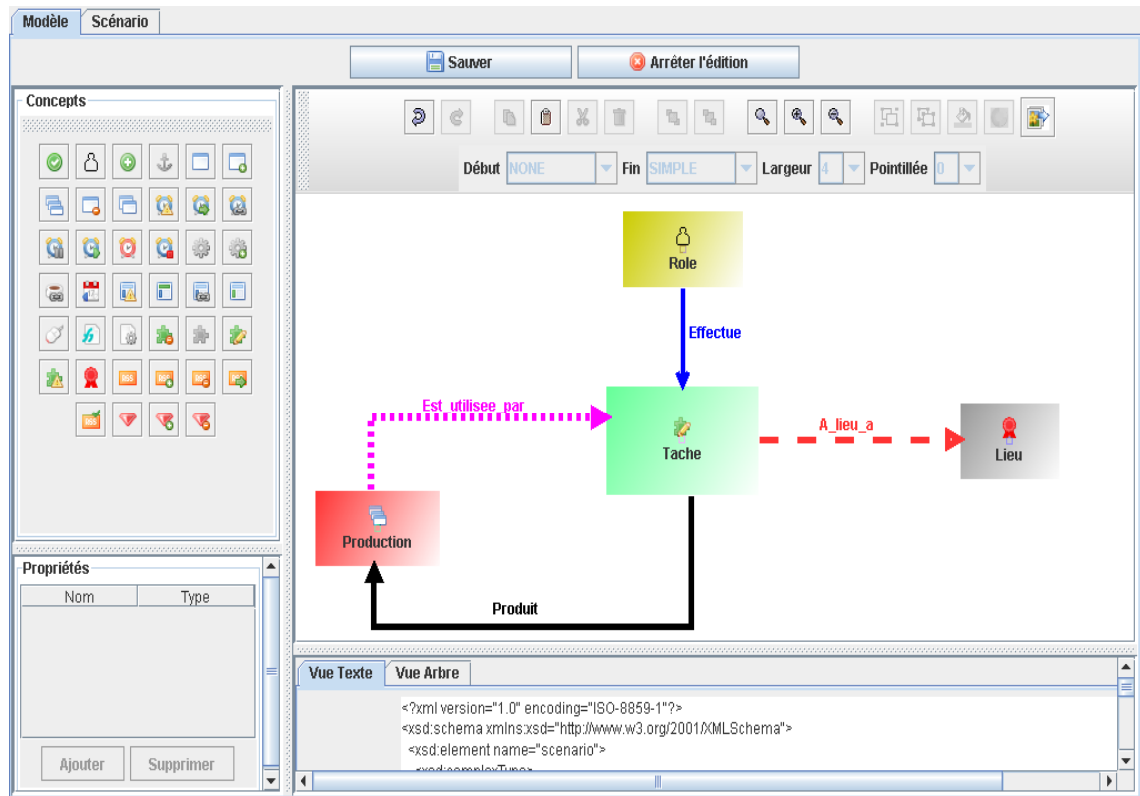 Modèle
Scénario
Sauver
Arrêter l'édition
Concepts
Début NONE Fin SIMPLE Largeur 4 Pointillée 0
Role
Effectue
Est_utilisee_par
Tache
A_lieu_a
Lieu
Production
Produit
Propriétés
Nom Type
Ajouter
Supprimer
Vue Texte
Vue Arbre
<?xml version="1.0" encoding="ISO-8859-1"?>
<xsd:schema xmlns:xsd="http://www.w3.org/2001/XMLSchema">
<xsd:element name="scenario">
<xsd:complexType>